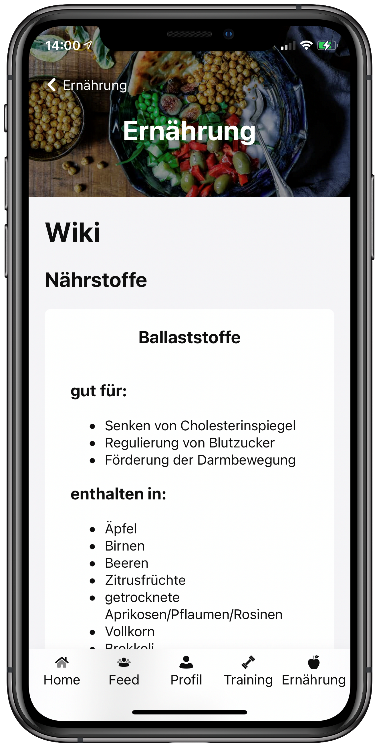 14:00
Ernährung
Ernährung
Wiki
Nährstoffe
Ballaststoffe
gut für:
• Senken von Cholesterinspiegel
• Regulierung von Blutzucker
• Förderung der Darmbewegung
enthalten in:
• Äpfel
• Birnen
• Beeren
• Zitrusfrüchte
• getrocknete
Aprikosen/Pflaumen/Rosinen
• Vollkorn
• Brokkoli
Home Feed Profil Training Ernährung